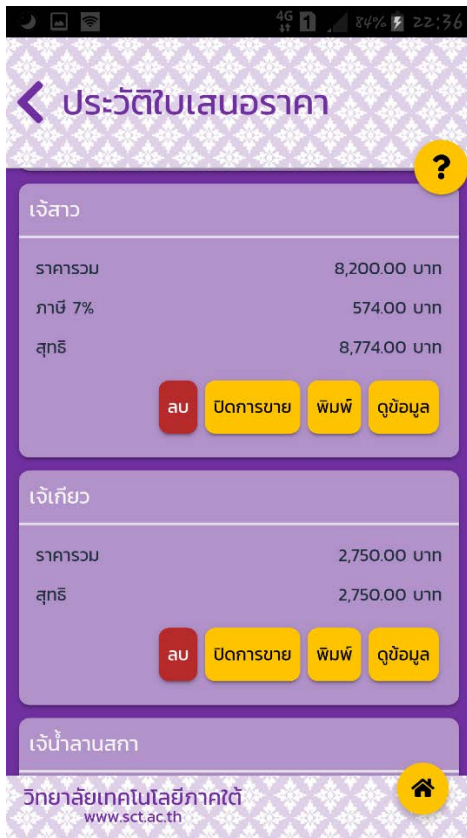 4G 1 84% 22:36
ประวัติใบเสนอราคา
?
เจ้สาว
ราคารวม 8,200.00 บาท
ภาษี 7% 574.00 บาท
สุทธิ 8,774.00 บาท
ลบ ปิดการขาย พิมพ์ ดูข้อมูล
เจ้เกียว
ราคารวม 2,750.00 บาท
สุทธิ 2,750.00 บาท
ลบ ปิดการขาย พิมพ์ ดูข้อมูล
เจ้น้ำลานสกา
วิทยาลัยเทคโนโลยีภาคใต้
www.sct.ac.th